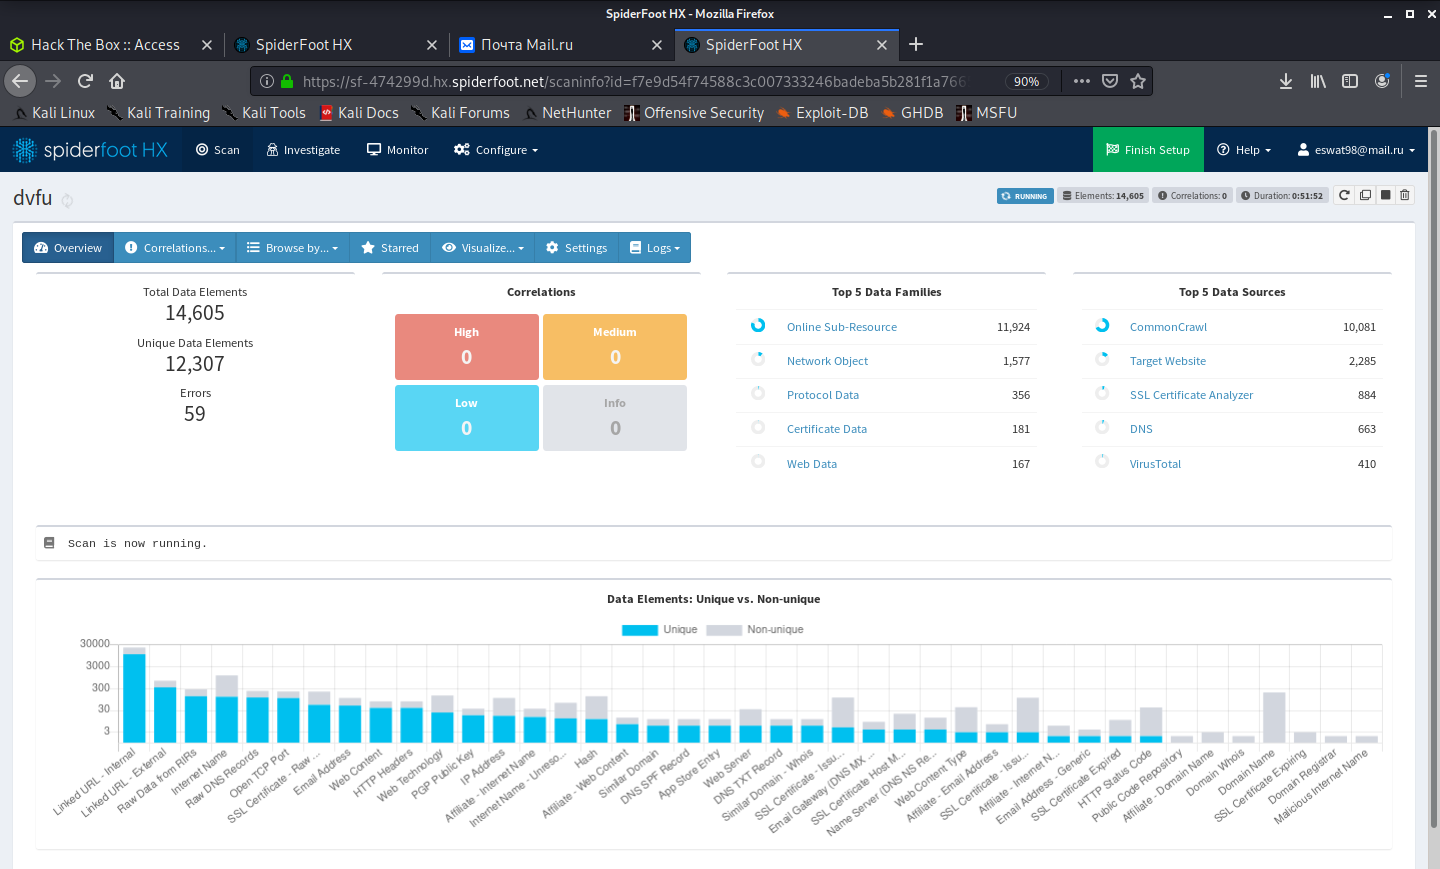 SpiderFoot HX - Mozilla Firefox
Hack The Box :: Access
SpiderFoot HX
Почта Mail.ru
SpiderFoot HX
https://sf-474299d.hx.spiderfoot.net/scaninfo?id=f7e9d54f74588c3c007333246badeba5b281f1a766
90%
Kali Linux
Kali Training
Kali Tools
Kali Docs
Kali Forums
NetHunter
Offensive Security
Exploit-DB
GHDB
MSFU
spiderfoot HX
Scan
Investigate
Monitor
Configure
Finish Setup
Help
eswat98@mail.ru
dvfu
RUNNING
Elements: 14,605
Correlations: 0
Duration: 0:51:52
Overview
Correlations...
Browse by...
Starred
Visualize...
Settings
Logs
Total Data Elements
14,605
Unique Data Elements
12,307
Errors
59
Correlations
High
0
Medium
0
Low
0
Info
0
Top 5 Data Families
Online Sub-Resource 11,924
Network Object 1,577
Protocol Data 356
Certificate Data 181
Web Data 167
Top 5 Data Sources
CommonCrawl 10,081
Target Website 2,285
SSL Certificate Analyzer 884
DNS 663
VirusTotal 410
Scan is now running.
Data Elements: Unique vs. Non-unique
Unique
Non-unique
30000
3000
300
30
3
Linked URL - Internal
Linked URL - External
Raw Data from RIRs
Internet Name
Raw DNS Records
Open TCP Port
SSL Certificate - Raw ...
Email Address
Web Content
HTTP Headers
Web Technology
PGP Public Key
IP Address
Affiliate - Internet Name
Internet Name - Unreso...
Hash
Affiliate - Web Content
Similar Domain
DNS SPF Record
App Store Entry
Web Server
DNS TXT Record
Similar Domain - Whois
SSL Certificate - Issu...
Email Gateway (DNS MX ...
SSL Certificate Host M...
Name Server (DNS NS Re...
Web Content Type
Affiliate - Email Address
SSL Certificate - Issu...
Affiliate - Internet N...
Email Address - Generic
SSL Certificate Expired
HTTP Status Code
Public Code Repository
Affiliate - Domain Name
Domain Whois
Domain Name
SSL Certificate Expiring
Domain Registrar
Malicious Internet Name